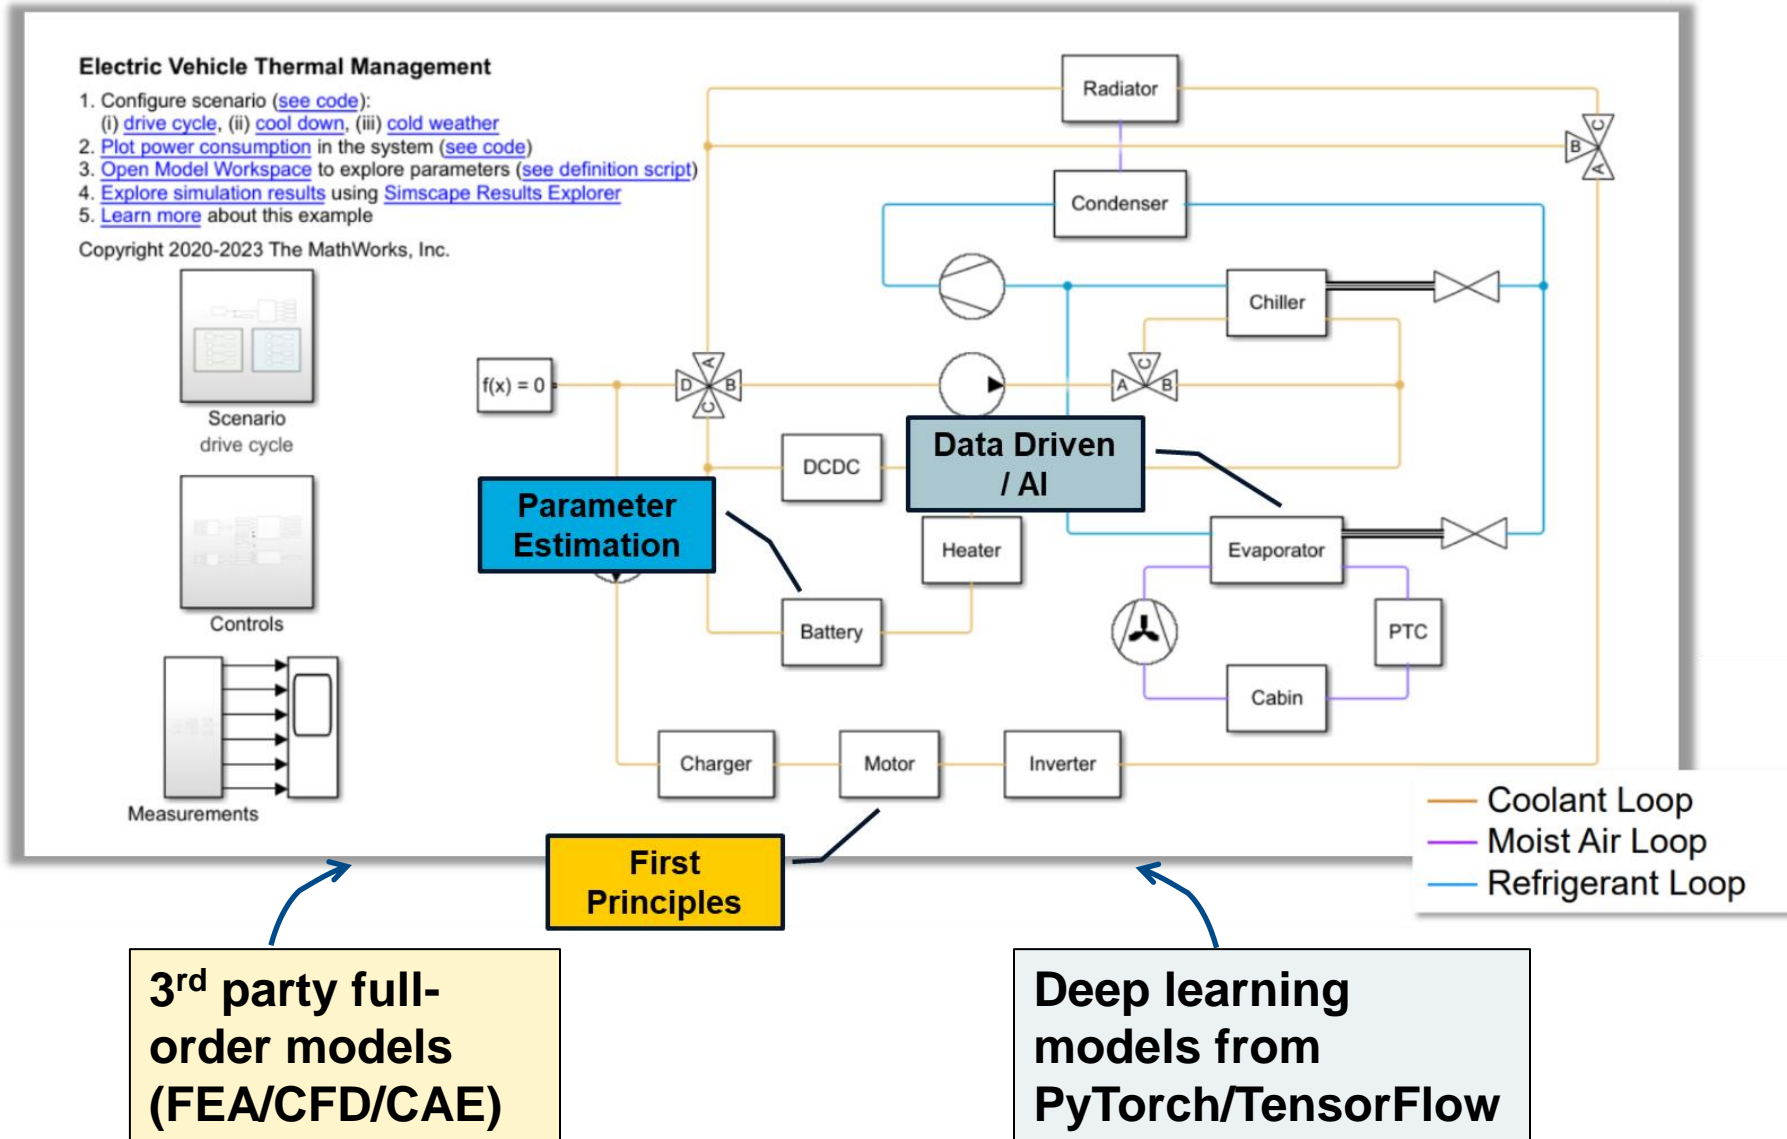 Electric Vehicle Thermal Management
1. Configure scenario (see code):
(i) drive cycle, (ii) cool down, (iii) cold weather
2. Plot power consumption in the system (see code)
3. Open Model Workspace to explore parameters (see definition script)
4. Explore simulation results using Simscape Results Explorer
5. Learn more about this example
Copyright 2020-2023 The MathWorks, Inc.
Scenario
drive cycle
Controls
Measurements
Radiator
C
B
A
Condenser
Chiller
f(x) = 0
A
D
B
C
C
A
B
DCDC
Data Driven
/ AI
Parameter
Estimation
Heater
Evaporator
Battery
PTC
Cabin
Charger
Motor
Inverter
First
Principles
Coolant Loop
Moist Air Loop
Refrigerant Loop
3rd party full-
order models
(FEA/CFD/CAE)
Deep learning
models from
PyTorch/TensorFlow